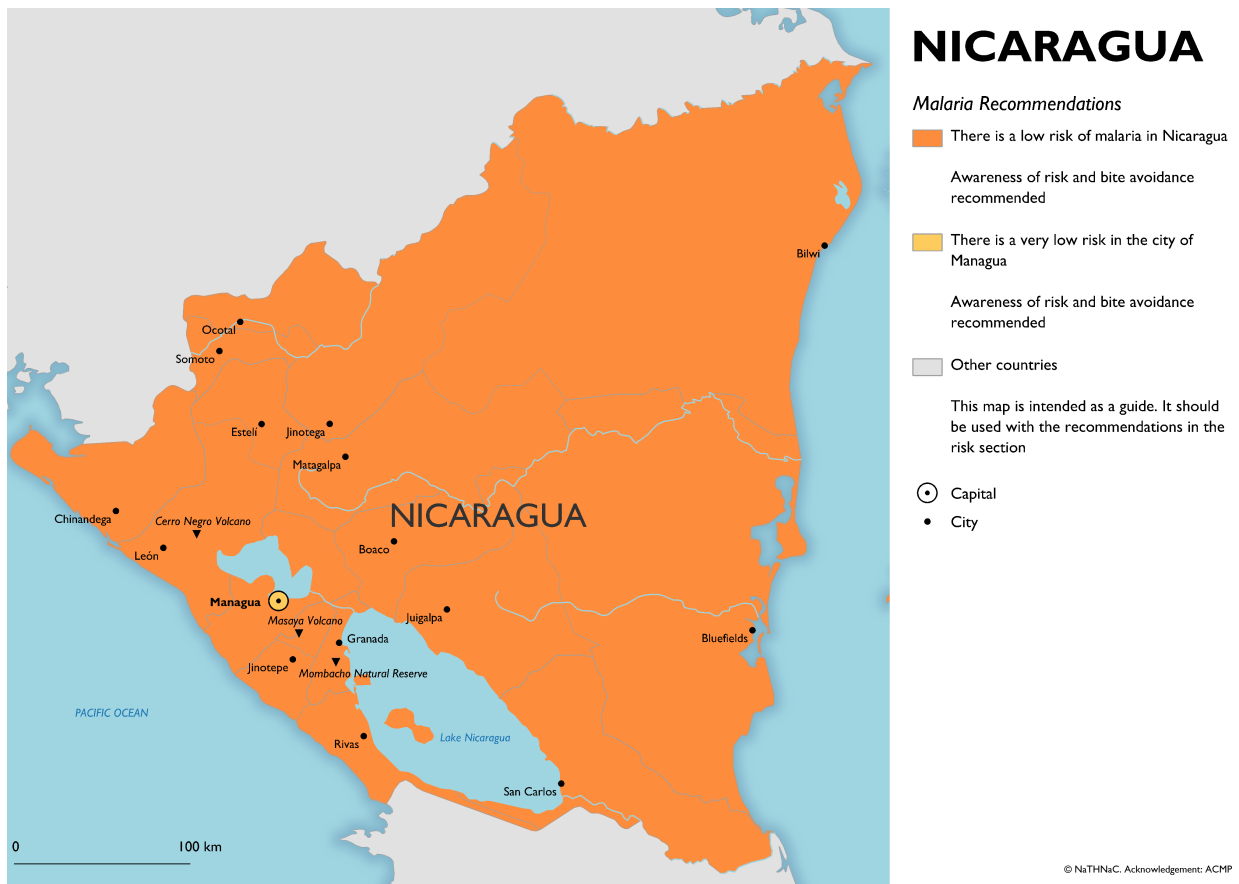 NICARAGUA
Malaria Recommendations
There is a low risk of malaria in Nicaragua
Awareness of risk and bite avoidance
recommended
There is a very low risk in the city of
Managua
Awareness of risk and bite avoidance
recommended
Other countries
This map is intended as a guide. It should
be used with the recommendations in the
risk section
Capital
City
Bilwi
Ocotal
Somoto
Estelí
Jinotega
Matagalpa
Chinandega
Cerro Negro Volcano
NICARAGUA
León
Boaco
Managua
Masaya Volcano
Juigalpa
Granada
Bluefields
Jinotepe
Mombacho Natural Reserve
PACIFIC OCEAN
Rivas
Lake Nicaragua
San Carlos
0
100 km
© NaTHNaC. Acknowledgement: ACMP